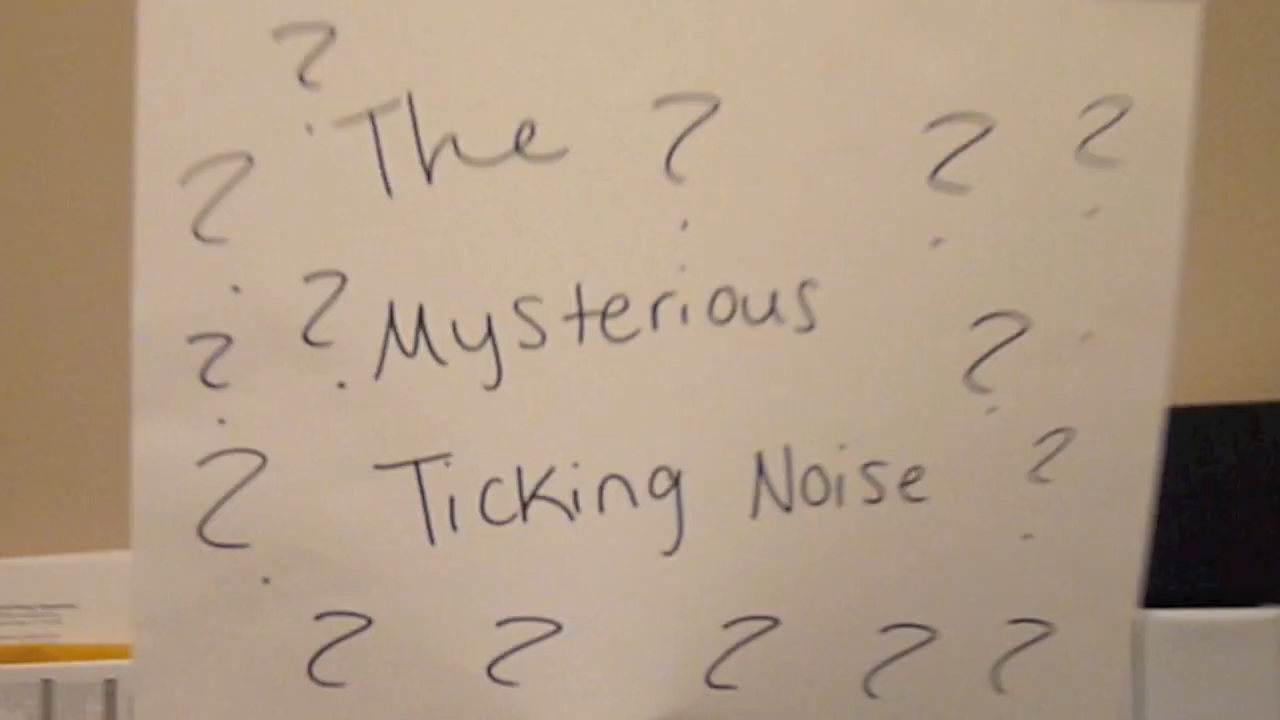 ?
The ? ? ?
?
? Mysterious ?
?
? Ticking Noise ?
? ? ? ? ?